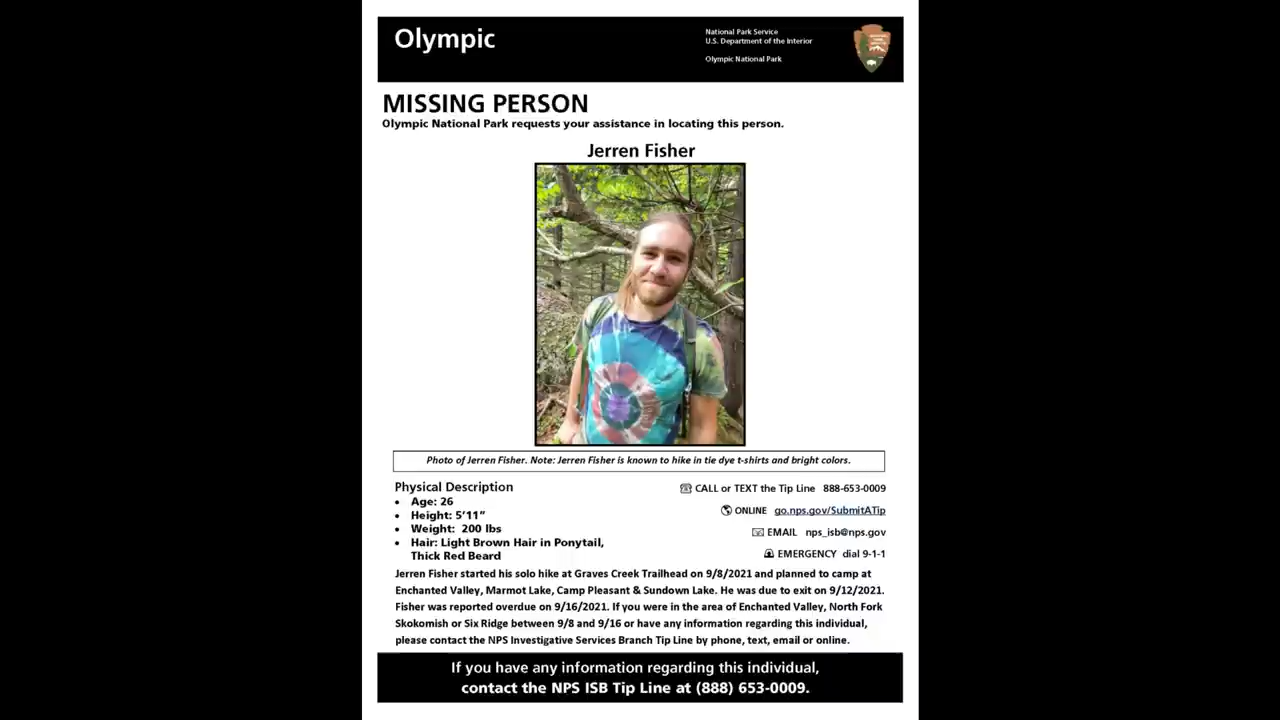 Olympic
National Park Service
U.S. Department of the Interior
Olympic National Park
MISSING PERSON
Olympic National Park requests your assistance in locating this person.
Jerren Fisher
Photo of Jerren Fisher. Note: Jerren Fisher is known to hike in tie dye t-shirts and bright colors.
Physical Description
• Age: 26
• Height: 5’11”
• Weight: 200 lbs
• Hair: Light Brown Hair in Ponytail,
Thick Red Beard
CALL or TEXT the Tip Line 888-653-0009
ONLINE go.nps.gov/SubmitATip
EMAIL nps_isb@nps.gov
EMERGENCY dial 9-1-1
Jerren Fisher started his solo hike at Graves Creek Trailhead on 9/8/2021 and planned to camp at
Enchanted Valley, Marmot Lake, Camp Pleasant & Sundown Lake. He was due to exit on 9/12/2021.
Fisher was reported overdue on 9/16/2021. If you were in the area of Enchanted Valley, North Fork
Skokomish or Six Ridge between 9/8 and 9/16 or have any information regarding this individual,
please contact the NPS Investigative Services Branch Tip Line by phone, text, email or online.
If you have any information regarding this individual,
contact the NPS ISB Tip Line at (888) 653-0009.